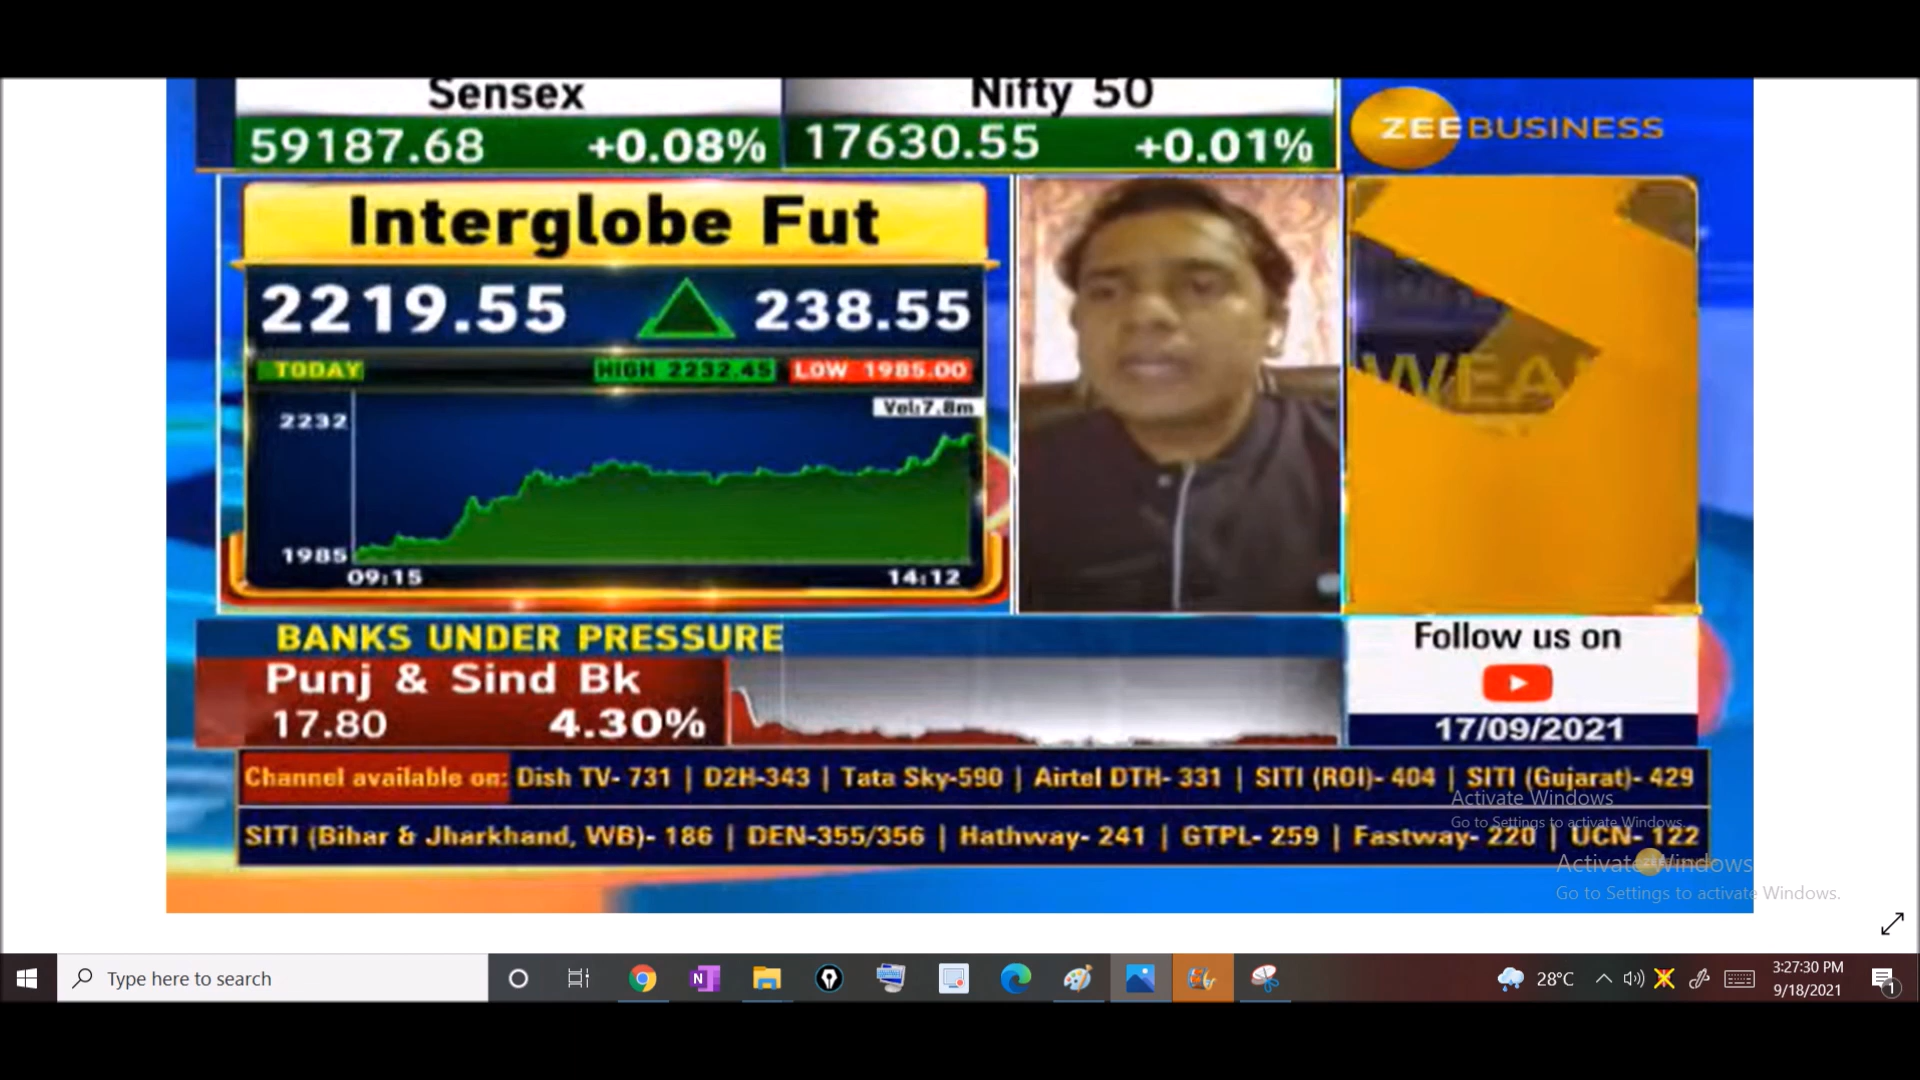 Sensex
59187.68 +0.08%
Nifty 50
17630.55 +0.01%
ZEEBUSINESS
Interglobe Fut
2219.55 238.55
TODAY HIGH 2232.45 LOW 1985.00
Vol:7.8m
2232
1985
09:15 14:12
WEA
BANKS UNDER PRESSURE
Punj & Sind Bk
17.80 4.30%
Follow us on
17/09/2021
Channel available on: Dish TV- 731 | D2H-343 | Tata Sky-590 | Airtel DTH- 331 | SITI (ROI)- 404 | SITI (Gujarat)- 429
SITI (Bihar & Jharkhand, WB)- 186 | DEN-355/356 | Hathway- 241 | GTPL- 259 | Fastway- 220 | UCN- 122
Activate Windows
Go to Settings to activate Windows.
Activate Windows
Go to Settings to activate Windows.
Type here to search
28°C
3:27:30 PM
9/18/2021
1